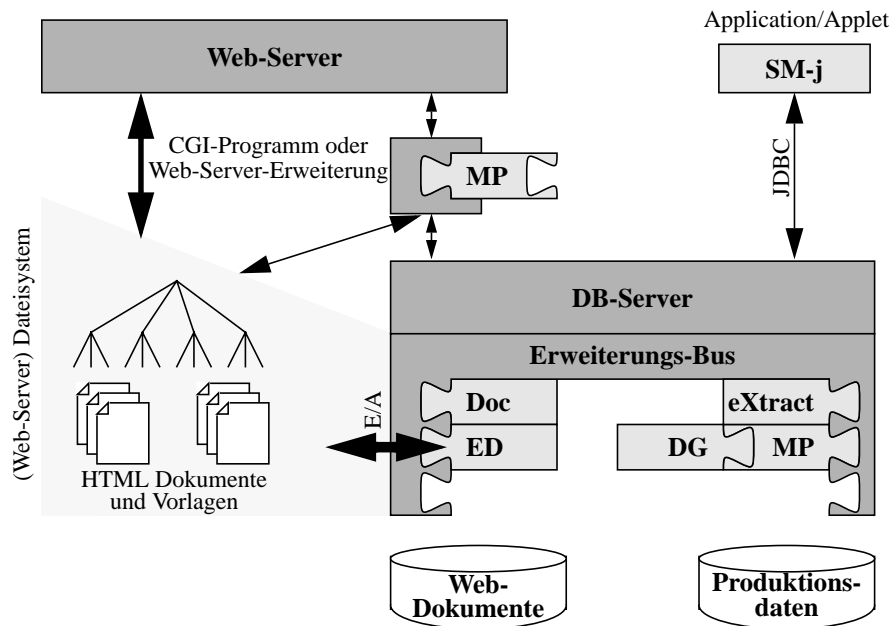 Application/Applet
Web-Server
SM-j
CGI-Programm oder
Web-Server-Erweiterung
MP
JDBC
(Web-Server) Dateisystem
DB-Server
Erweiterungs-Bus
E/A
Doc
eXtract
ED
DG
MP
HTML Dokumente
und Vorlagen
Web-
Dokumente
Produktions-
daten